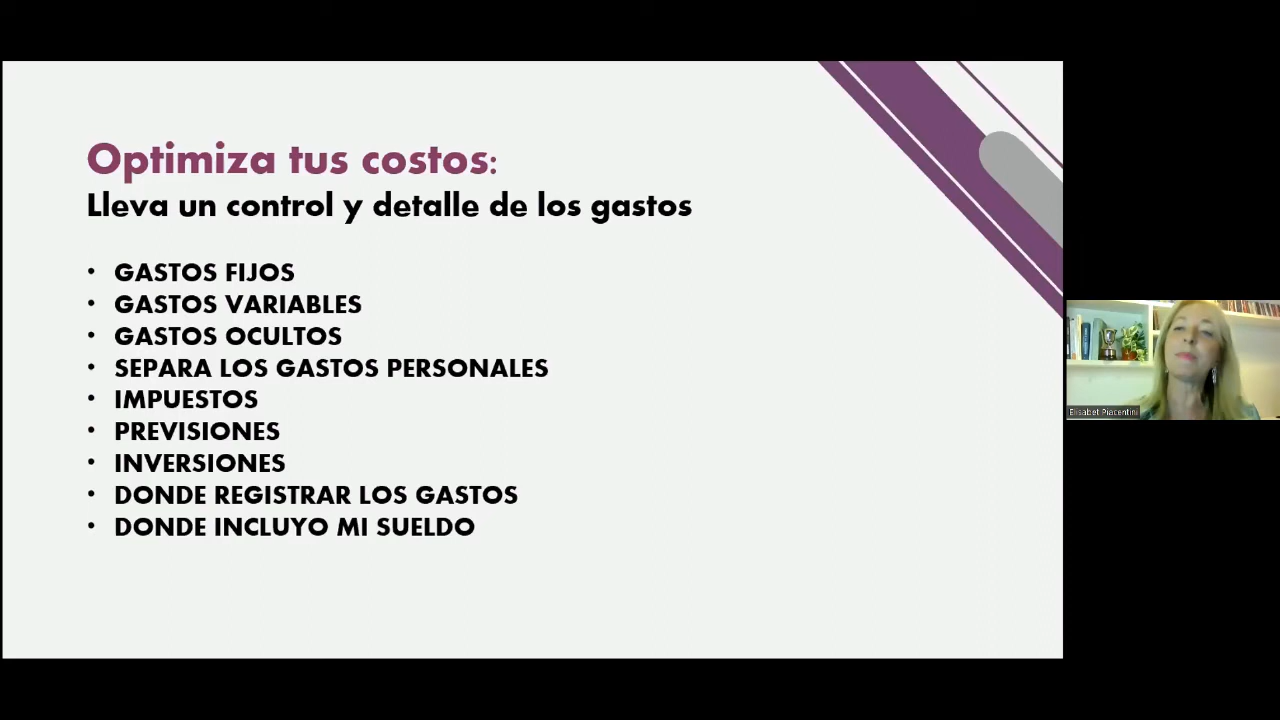 Optimiza tus costos:
Lleva un control y detalle de los gastos
• GASTOS FIJOS
• GASTOS VARIABLES
• GASTOS OCULTOS
• SEPARA LOS GASTOS PERSONALES
• IMPUESTOS
• PREVISIONES
• INVERSIONES
• DONDE REGISTRAR LOS GASTOS
• DONDE INCLUYO MI SUELDO
Elisabet Piacentini